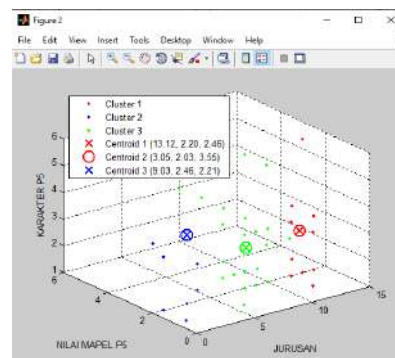 Figure 2
File Edit View Insert Tools Desktop Window Help
Cluster 1
Cluster 2
Cluster 3
Centroid 1 (13.12, 2.20, 2.46)
Centroid 2 (3.05, 2.03, 3.55)
Centroid 3 (9.03, 2.46, 2.21)
KARAKTER P5
6
5
4
3
2
1
6
4
2
0
0
5
10
15
NILAI MAPEL P5
JURUSAN